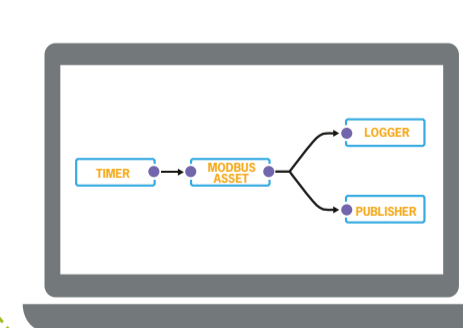 TIMER
MODBUS
ASSET
LOGGER
PUBLISHER